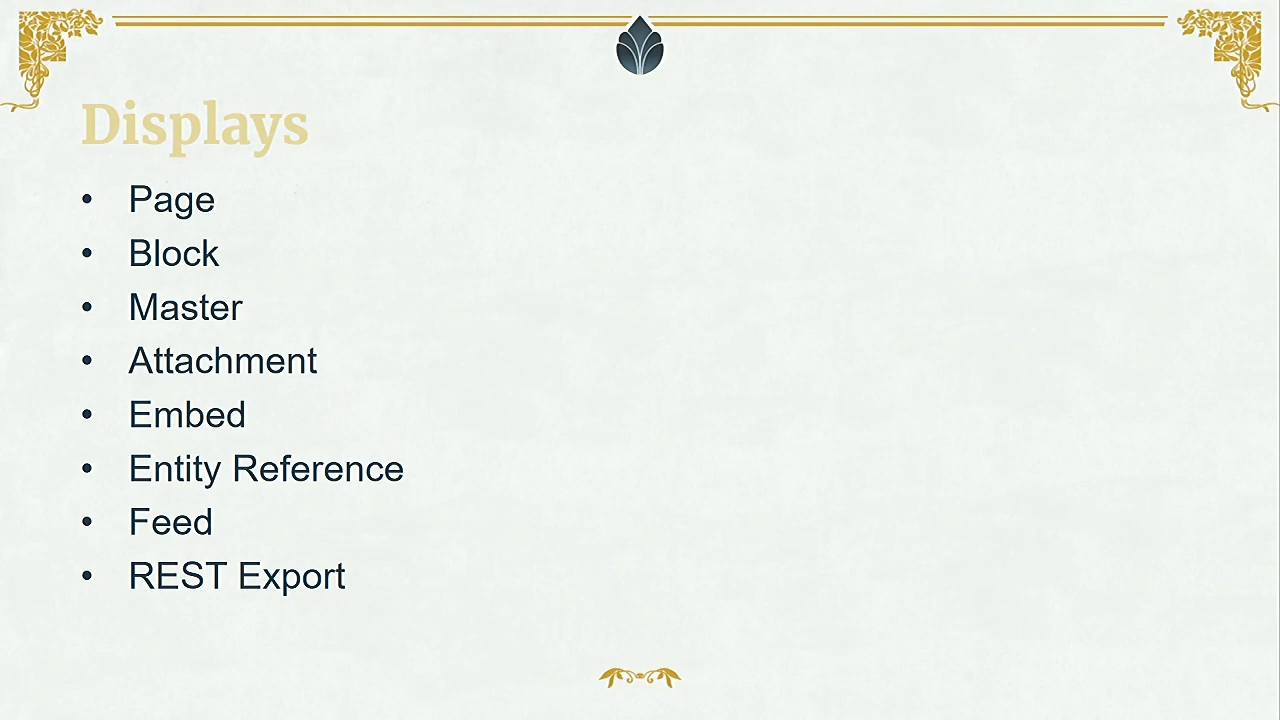 Displays
• Page
• Block
• Master
• Attachment
• Embed
• Entity Reference
• Feed
• REST Export